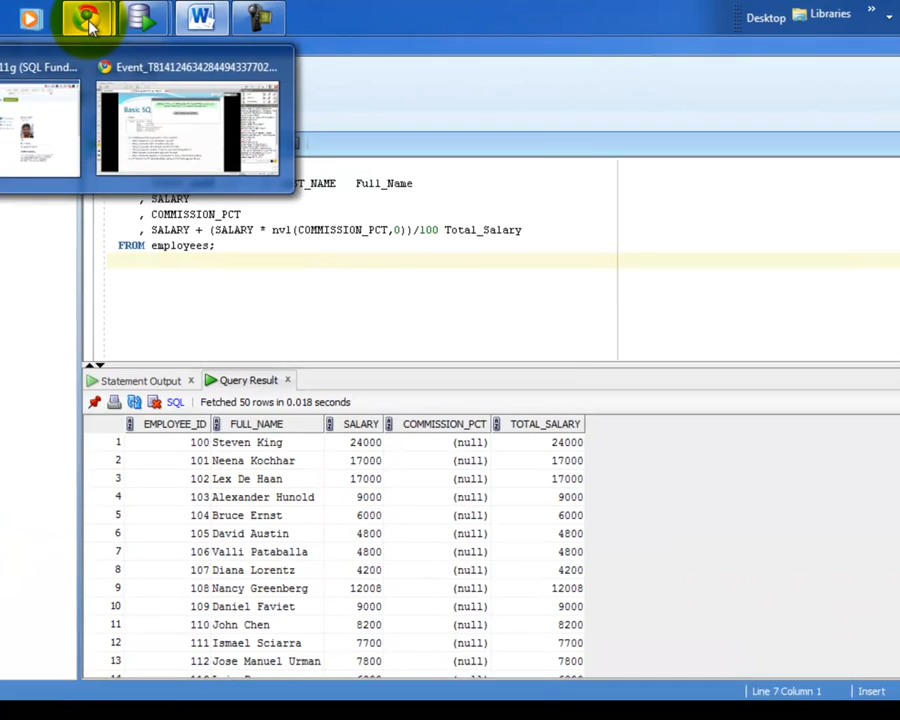 Desktop
Libraries
»
11g (SQL Fund...
Event_T814124634284494337702...
Basic SQ
ST_NAME Full_Name
, SALARY
, COMMISSION_PCT
, SALARY + (SALARY * nvl(COMMISSION_PCT,0))/100 Total_Salary
FROM employees;
Statement Output x
Query Result x
SQL | Fetched 50 rows in 0.018 seconds
EMPLOYEE_ID FULL_NAME SALARY COMMISSION_PCT TOTAL_SALARY
1 100 Steven King 24000 (null) 24000
2 101 Neena Kochhar 17000 (null) 17000
3 102 Lex De Haan 17000 (null) 17000
4 103 Alexander Hunold 9000 (null) 9000
5 104 Bruce Ernst 6000 (null) 6000
6 105 David Austin 4800 (null) 4800
7 106 Valli Pataballa 4800 (null) 4800
8 107 Diana Lorentz 4200 (null) 4200
9 108 Nancy Greenberg 12008 (null) 12008
10 109 Daniel Faviet 9000 (null) 9000
11 110 John Chen 8200 (null) 8200
12 111 Ismael Sciarra 7700 (null) 7700
13 112 Jose Manuel Urman 7800 (null) 7800
Line 7 Column 1 | Insert